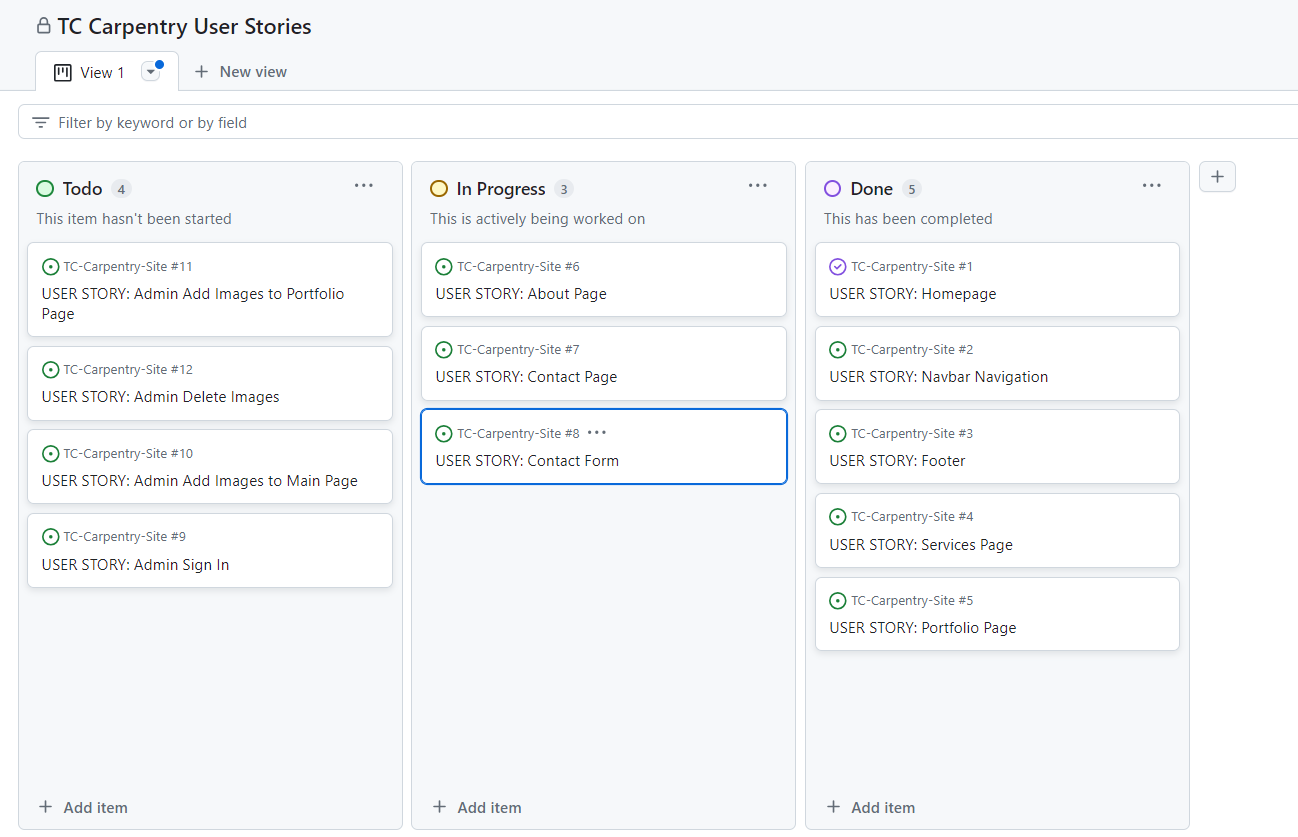 TC Carpentry User Stories
View 1
New view
Filter by keyword or by field
Todo 4
This item hasn't been started
TC-Carpentry-Site #11
USER STORY: Admin Add Images to Portfolio
Page
TC-Carpentry-Site #12
USER STORY: Admin Delete Images
TC-Carpentry-Site #10
USER STORY: Admin Add Images to Main Page
TC-Carpentry-Site #9
USER STORY: Admin Sign In
Add item
In Progress 3
This is actively being worked on
TC-Carpentry-Site #6
USER STORY: About Page
TC-Carpentry-Site #7
USER STORY: Contact Page
TC-Carpentry-Site #8
USER STORY: Contact Form
Add item
Done 5
This has been completed
TC-Carpentry-Site #1
USER STORY: Homepage
TC-Carpentry-Site #2
USER STORY: Navbar Navigation
TC-Carpentry-Site #3
USER STORY: Footer
TC-Carpentry-Site #4
USER STORY: Services Page
TC-Carpentry-Site #5
USER STORY: Portfolio Page
Add item